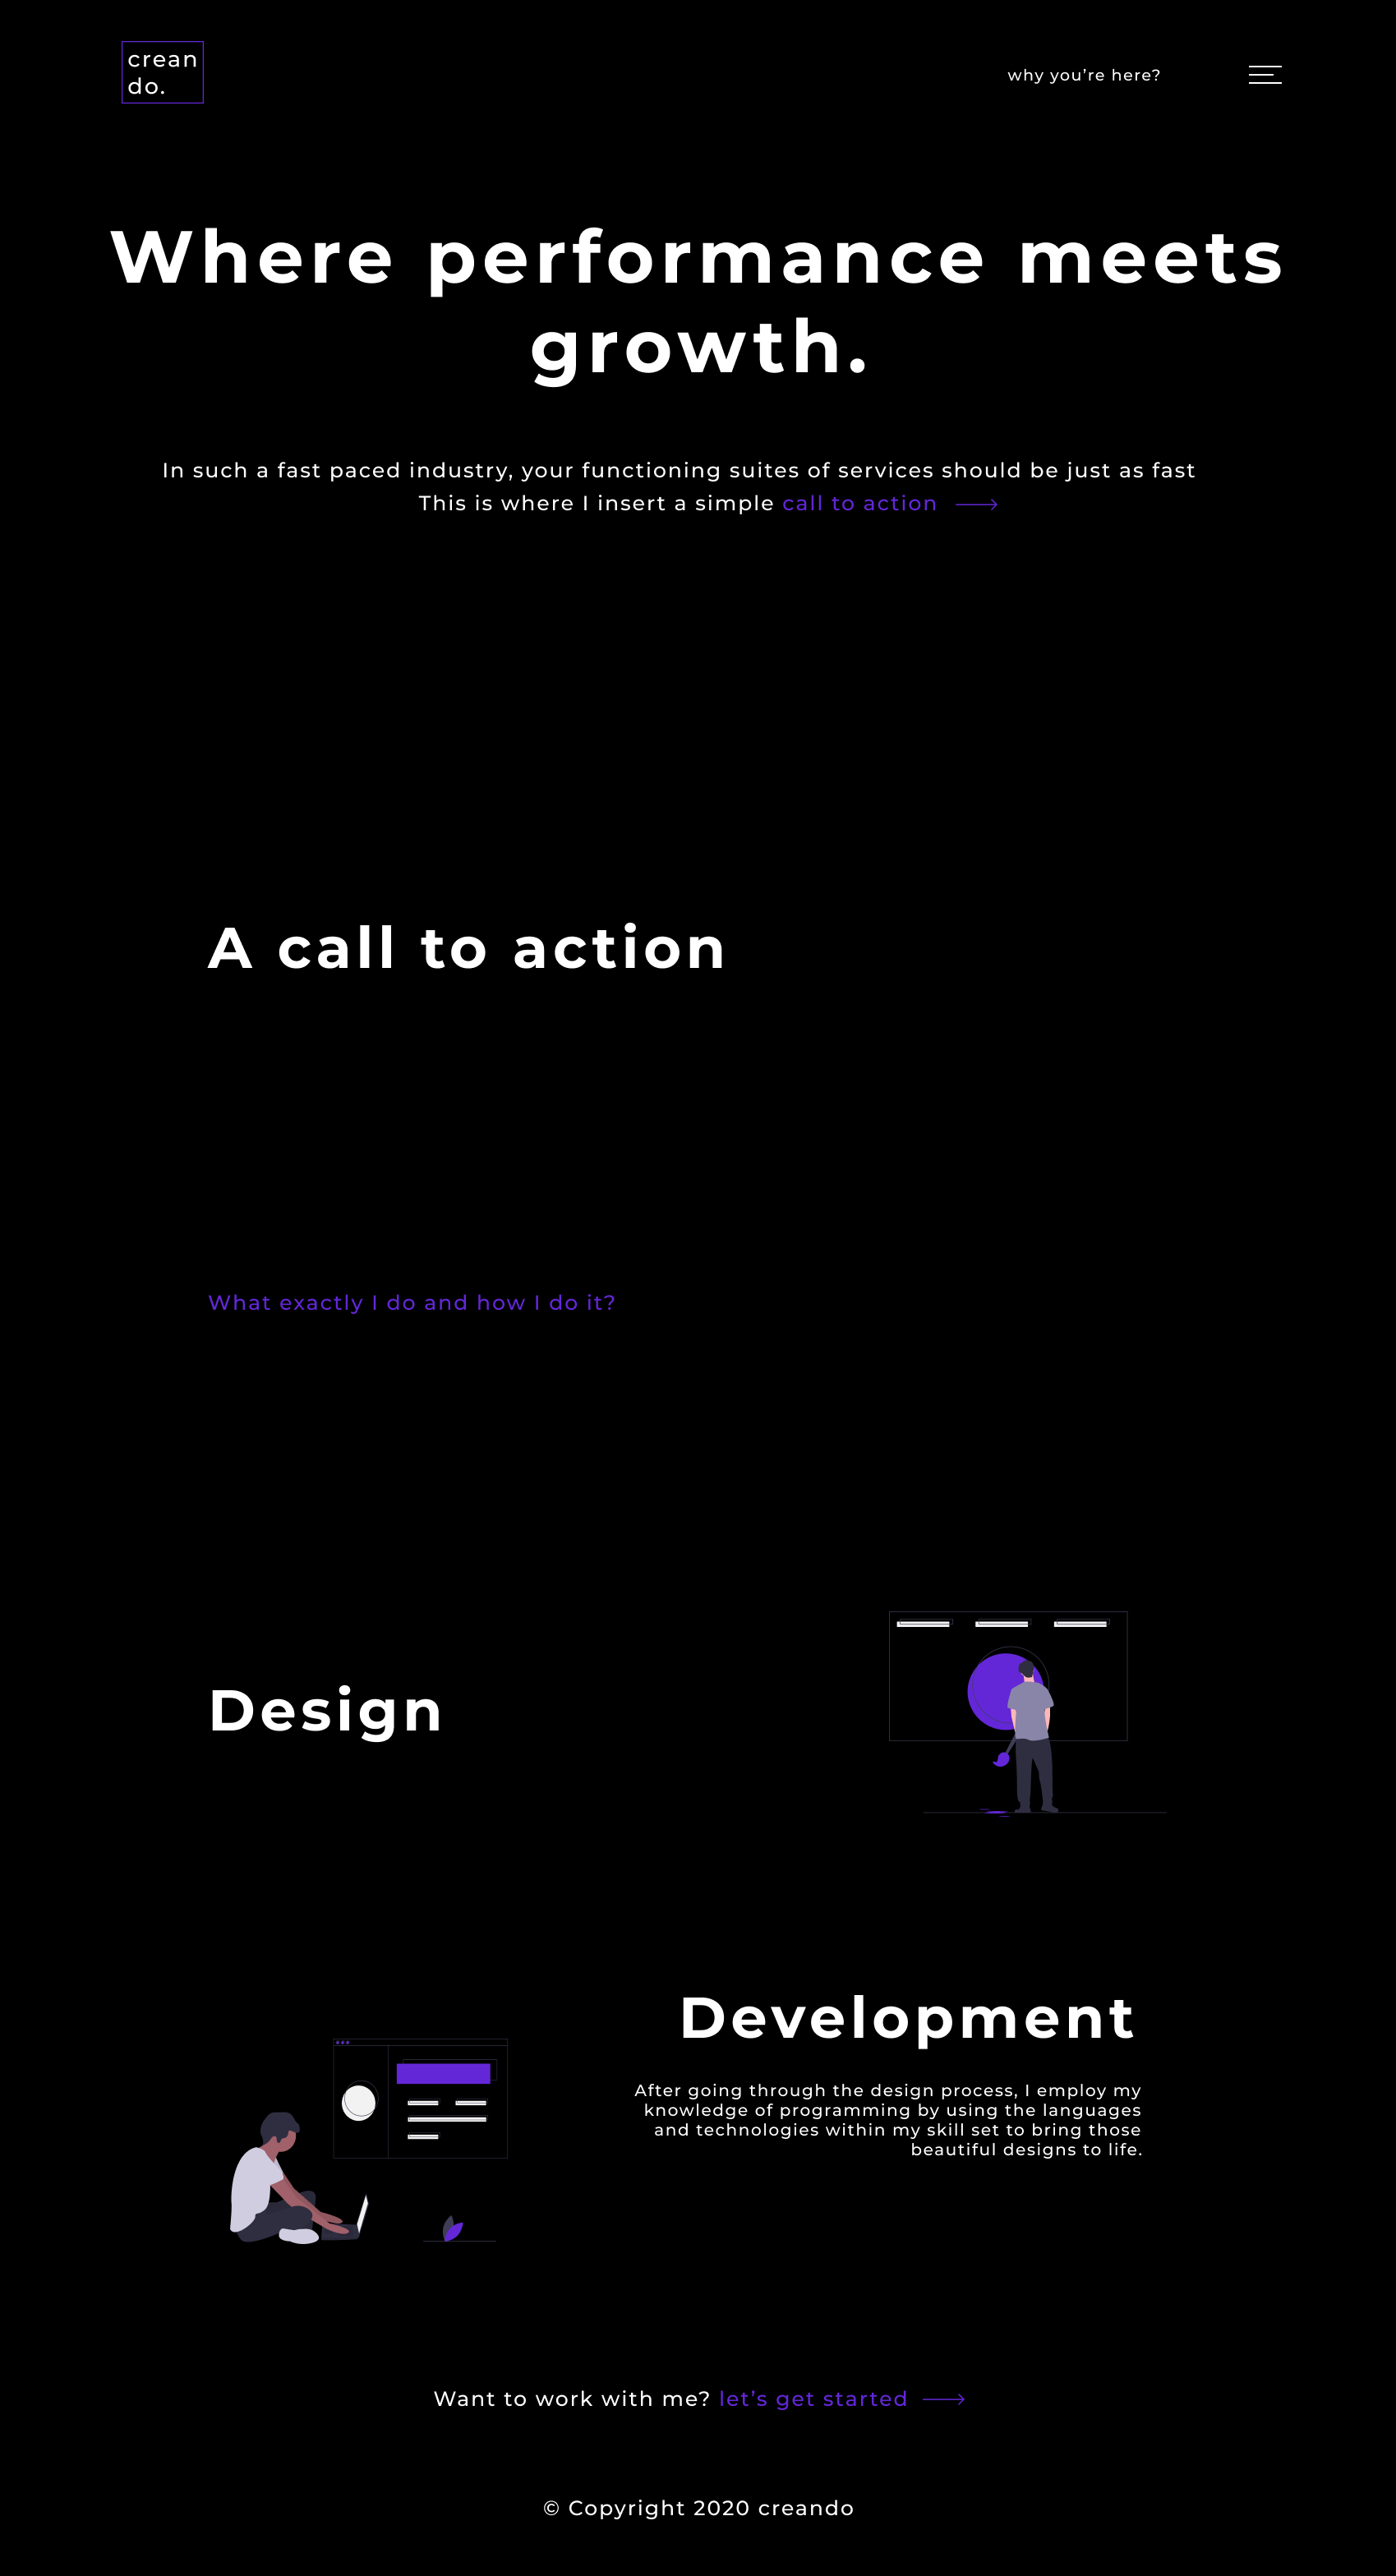 crean
do.
why you’re here?
Where performance meets
growth.
In such a fast paced industry, your functioning suites of services should be just as fast
This is where I insert a simple call to action
A call to action
What exactly I do and how I do it?
Design
Development
After going through the design process, I employ my
knowledge of programming by using the languages
and technologies within my skill set to bring those
beautiful designs to life.
Want to work with me? let’s get started
© Copyright 2020 creando